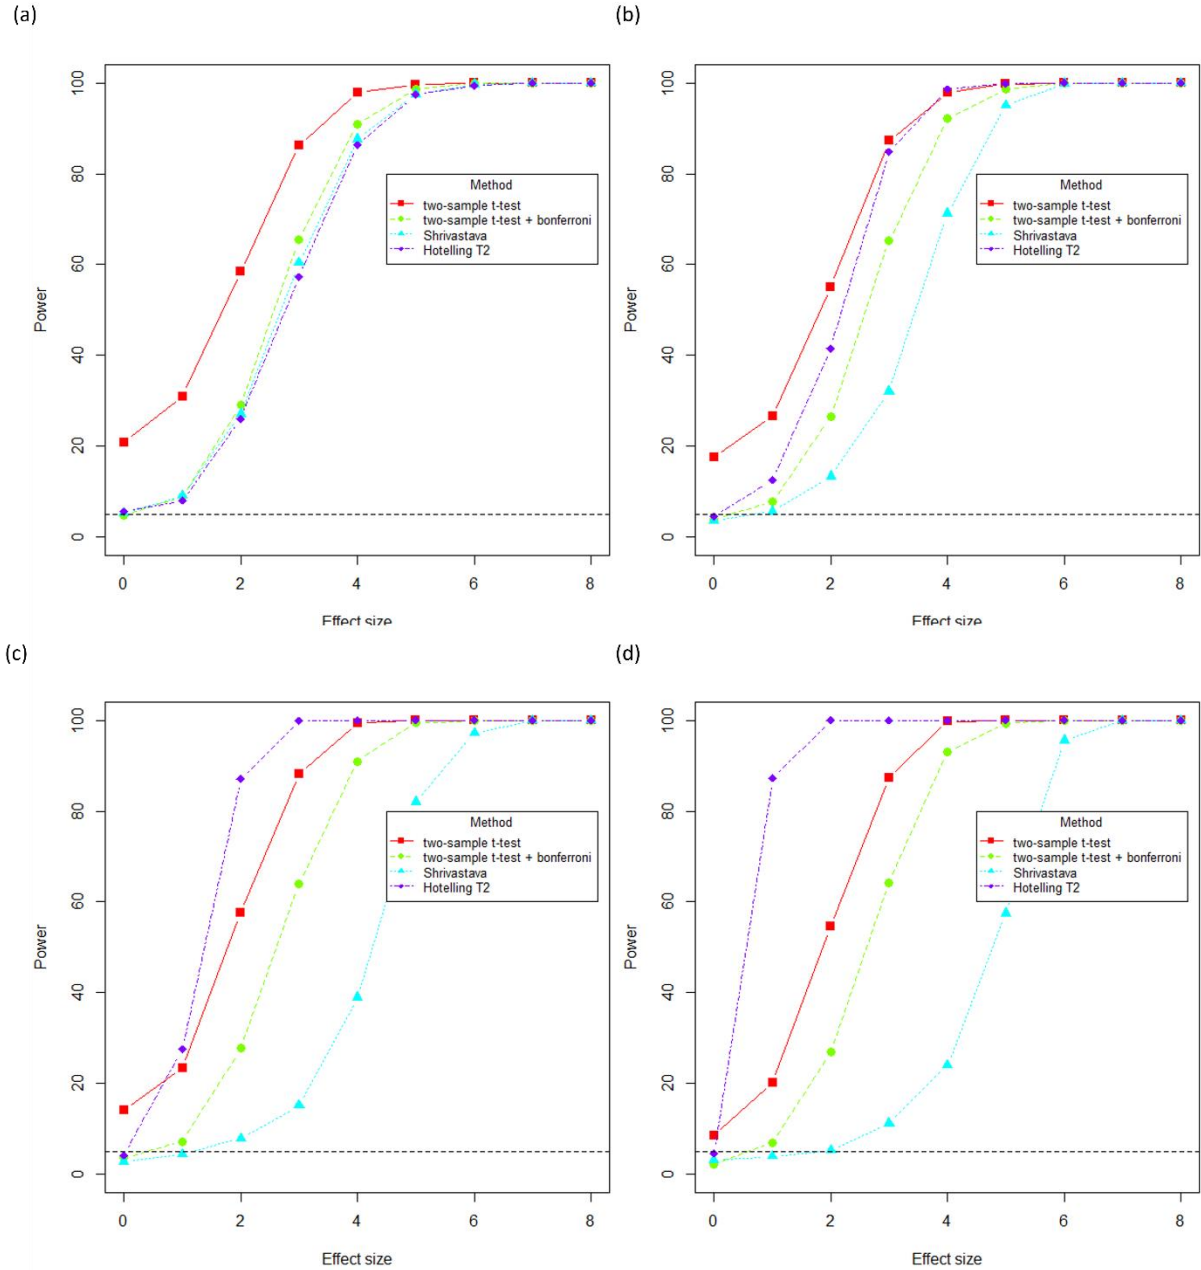 (a)
100
80
60
40
20
0
Power
Method
two-sample t-test
two-sample t-test + bonferroni
Shrivastava
Hotelling T2
0 2 4 6 8
Effect size
(b)
100
80
60
40
20
0
Power
Method
two-sample t-test
two-sample t-test + bonferroni
Shrivastava
Hotelling T2
0 2 4 6 8
Effect size
(c)
100
80
60
40
20
0
Power
Method
two-sample t-test
two-sample t-test + bonferroni
Shrivastava
Hotelling T2
0 2 4 6 8
Effect size
(d)
100
80
60
40
20
0
Power
Method
two-sample t-test
two-sample t-test + bonferroni
Shrivastava
Hotelling T2
0 2 4 6 8
Effect size